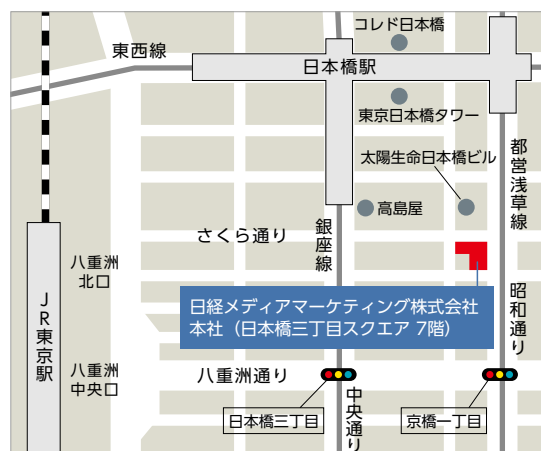 コレド日本橋
東西線
日本橋駅
東京日本橋タワー
太陽生命日本橋ビル
都営浅草線
高島屋
銀座線
さくら通り
八重洲
北口
日経メディアマーケティング株式会社
本社（日本橋三丁目スクエア 7階）
昭和通り
JR東京駅
八重洲
中央口
八重洲通り
日本橋三丁目
中央通り
京橋一丁目